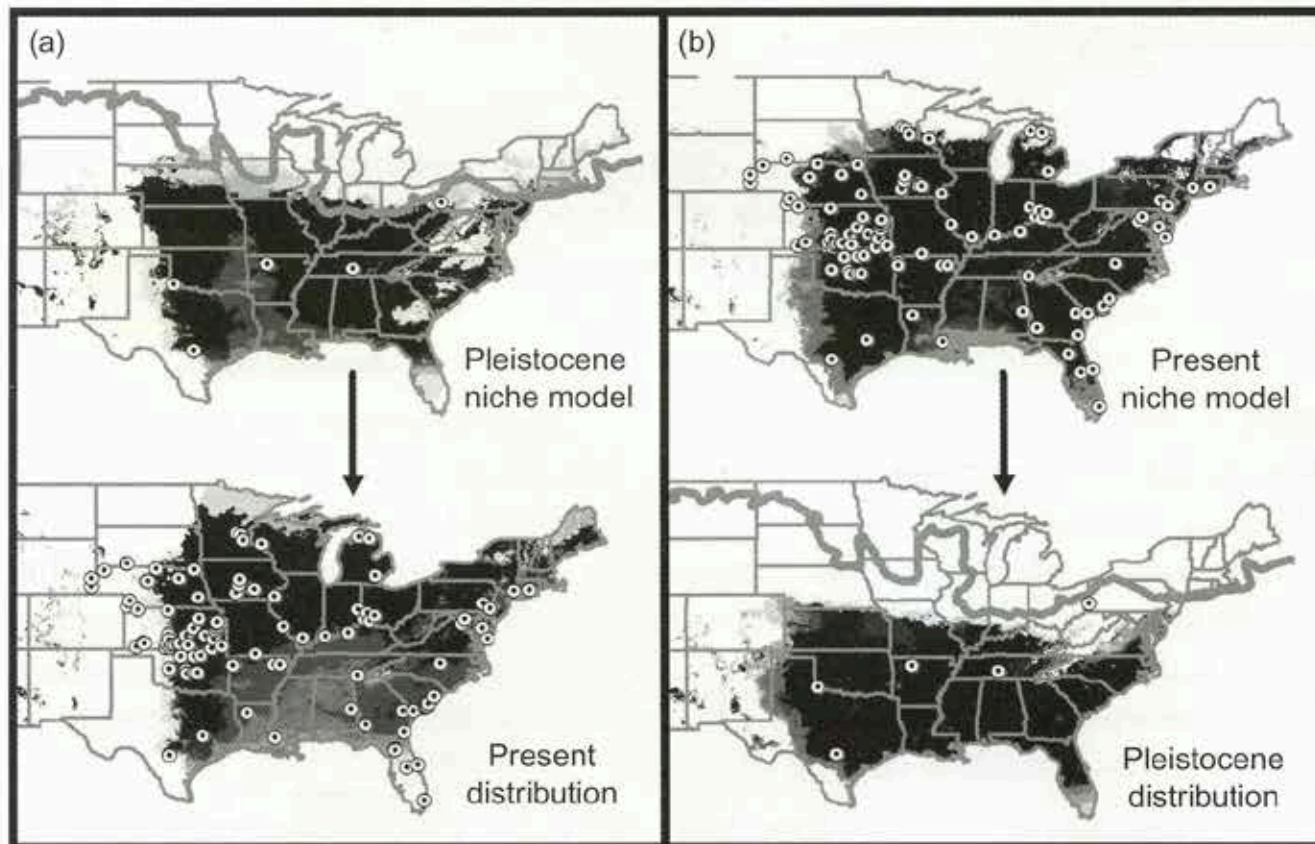 (a)
Pleistocene
niche model
Present
distribution
(b)
Present
niche model
Pleistocene
distribution